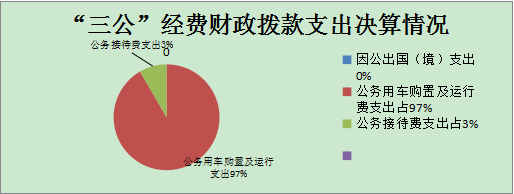 “三公”经费财政拨款支出决算情况
公务接待费支出3%
0
因公出国（境）支出
0%
公务用车购置及运行
费支出占97%
公务接待费支出占3%
公务用车购置及运行
支出97%